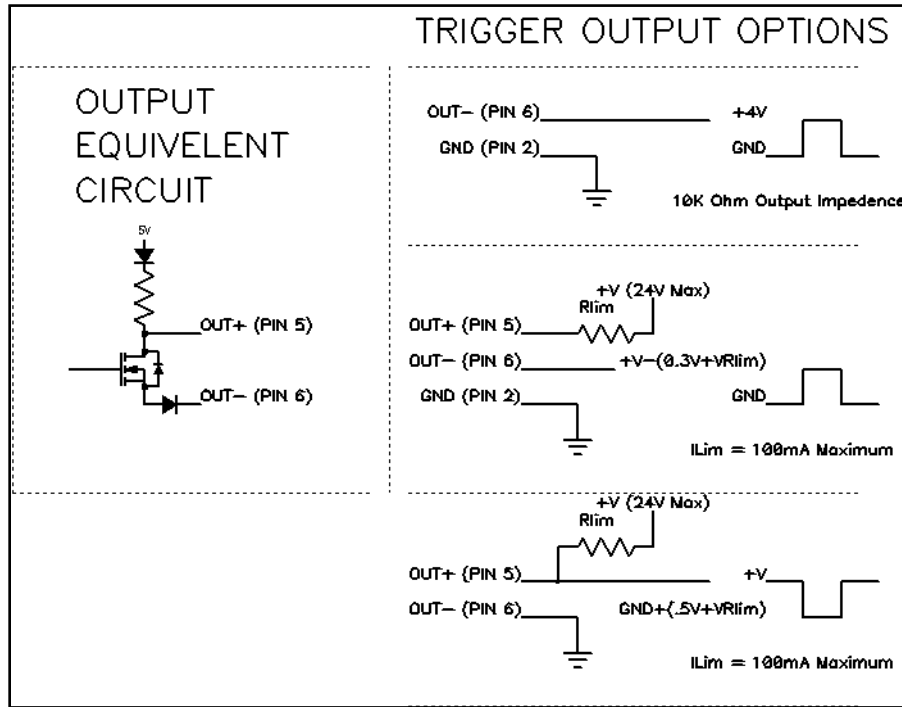 TRIGGER OUTPUT OPTIONS
OUTPUT
EQUIVELENT
CIRCUIT
5V
OUT+ (PIN 5)
OUT- (PIN 6)
OUT- (PIN 6)
+4V
GND (PIN 2)
GND
10K Ohm Output Impedence
+V (24V Max)
Rlim
OUT+ (PIN 5)
OUT- (PIN 6)
+V-(0.3V+VRlim)
GND (PIN 2)
GND
ILim = 100mA Maximum
+V (24V Max)
Rlim
OUT+ (PIN 5)
+V
OUT- (PIN 6)
GND+(.5V+VRlim)
ILim = 100mA Maximum